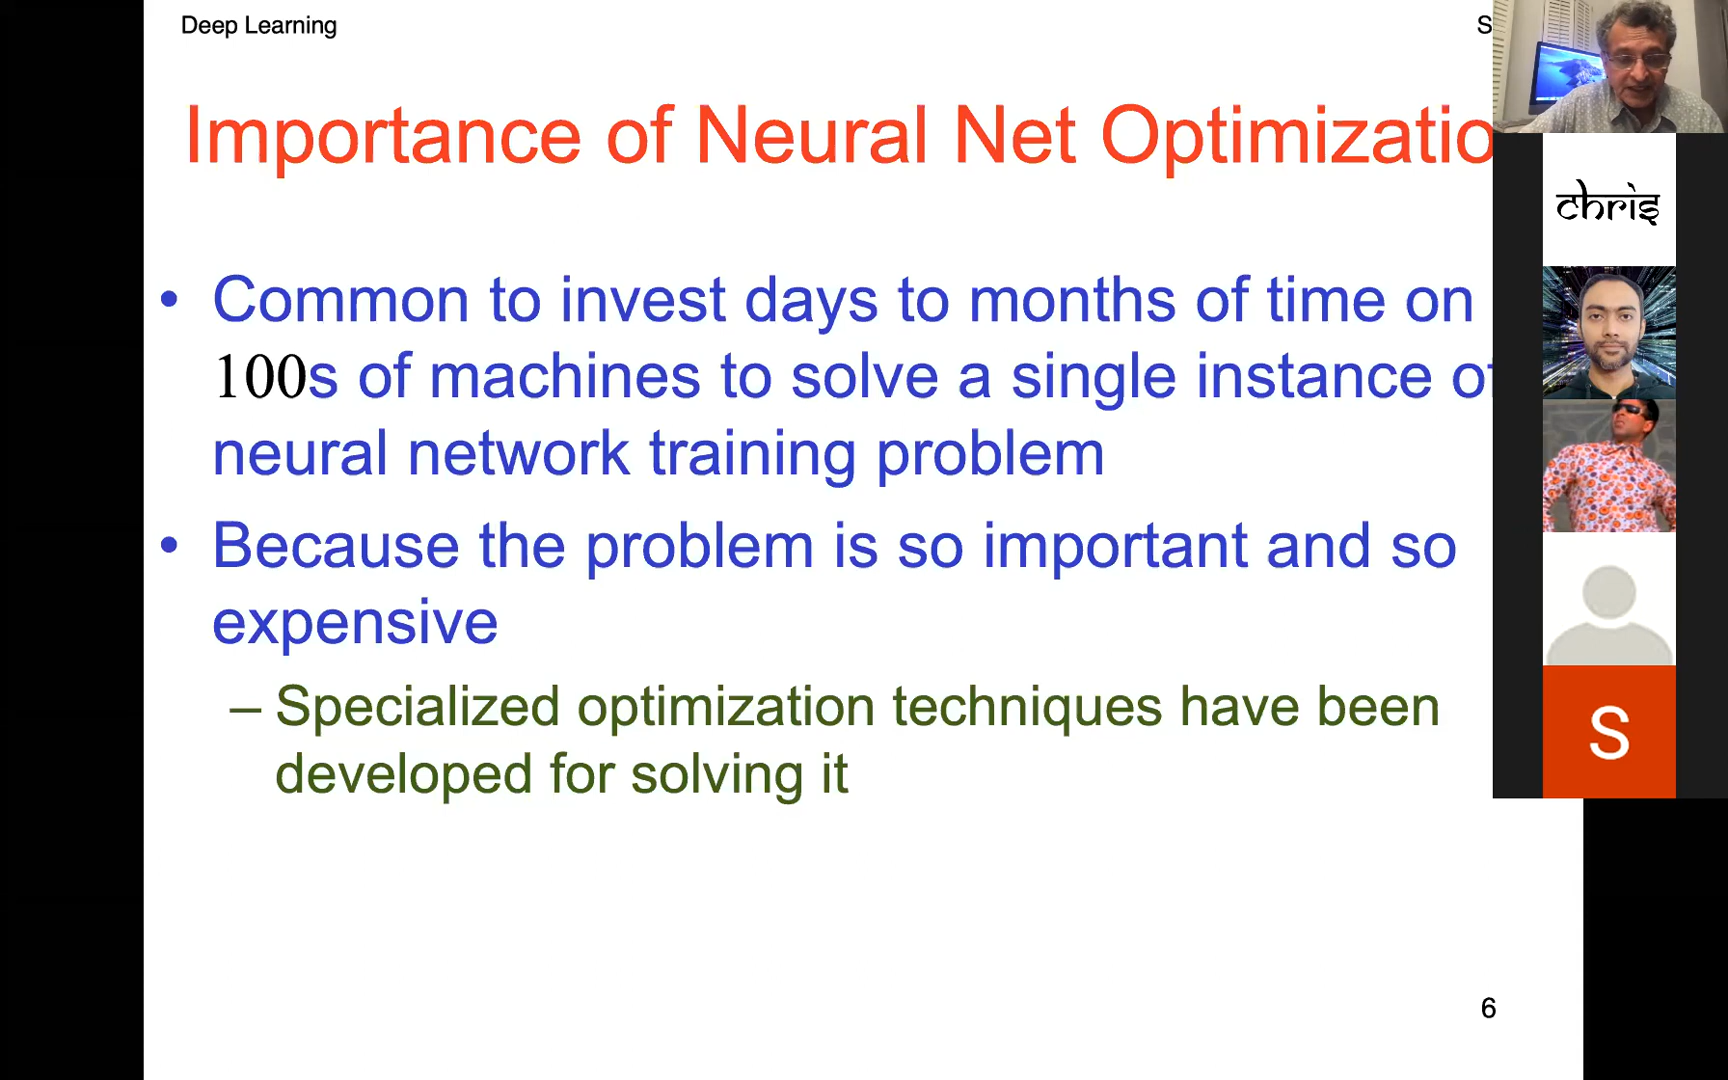 Deep Learning
Importance of Neural Net Optimizatio
• Common to invest days to months of time on
100s of machines to solve a single instance of
neural network training problem
• Because the problem is so important and so
expensive
– Specialized optimization techniques have been
developed for solving it
6
chris
S